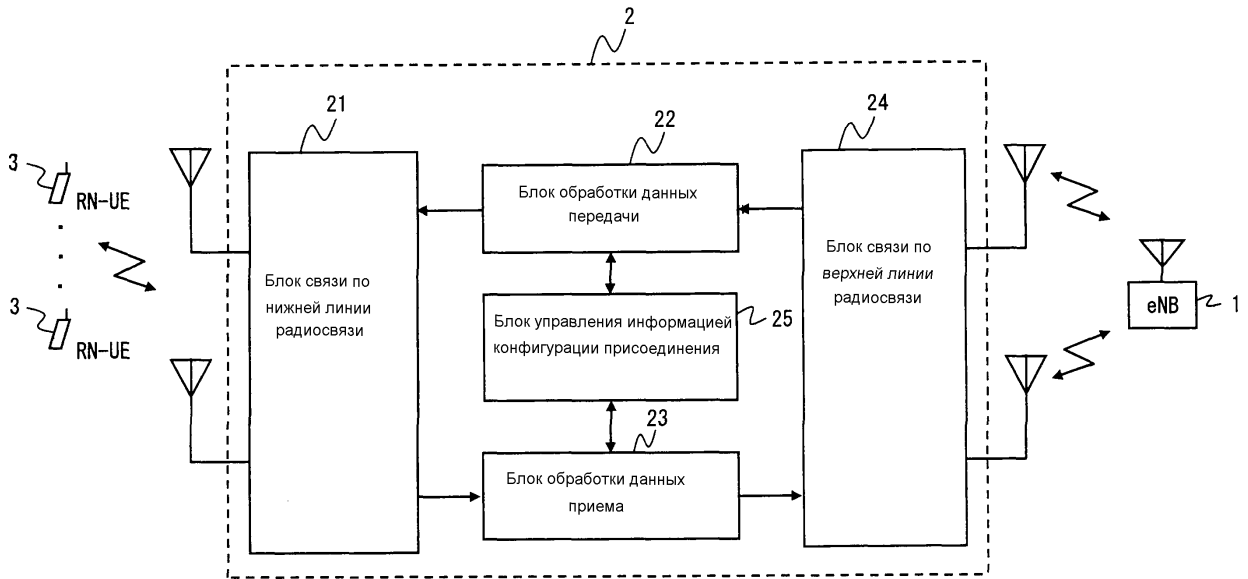 2
21
22
24
3
RN-UE
Блок обработки данных
передачи
Блок связи по
нижней линии
радиосвязи
Блок связи по
верхней линии
радиосвязи
3
RN-UE
Блок управления информацией
конфигурации присоединения
25
eNB
1
23
Блок обработки данных
приема